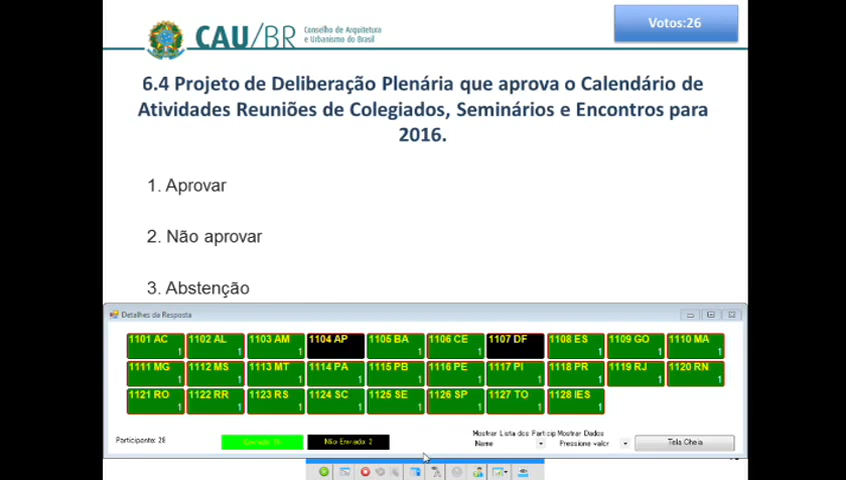 CAU/BR
Conselho de Arquitetura
e Urbanismo do Brasil
Votos:26
6.4 Projeto de Deliberação Plenária que aprova o Calendário de
Atividades Reuniões de Colegiados, Seminários e Encontros para
2016.
1. Aprovar
2. Não aprovar
3. Abstenção
Detalhes da Resposta
1101 AC 1 1102 AL 1 1103 AM 1 1104 AP 1105 BA 1 1106 CE 1 1107 DF 1108 ES 1 1109 GO 1 1110 MA 1
1111 MG 1 1112 MS 1 1113 MT 1 1114 PA 1 1115 PB 1 1116 PE 1 1117 PI 1 1118 PR 1 1119 RJ 1 1120 RN 1
1121 RO 1 1122 RR 1 1123 RS 1 1124 SC 1 1125 SE 1 1126 SP 1 1127 TO 1 1128 IES 1
Participante: 28
Não Enviado 2
Mostrar Lista dos Particip Mostrar Dados
Name
Pressione valor
Tela Cheia